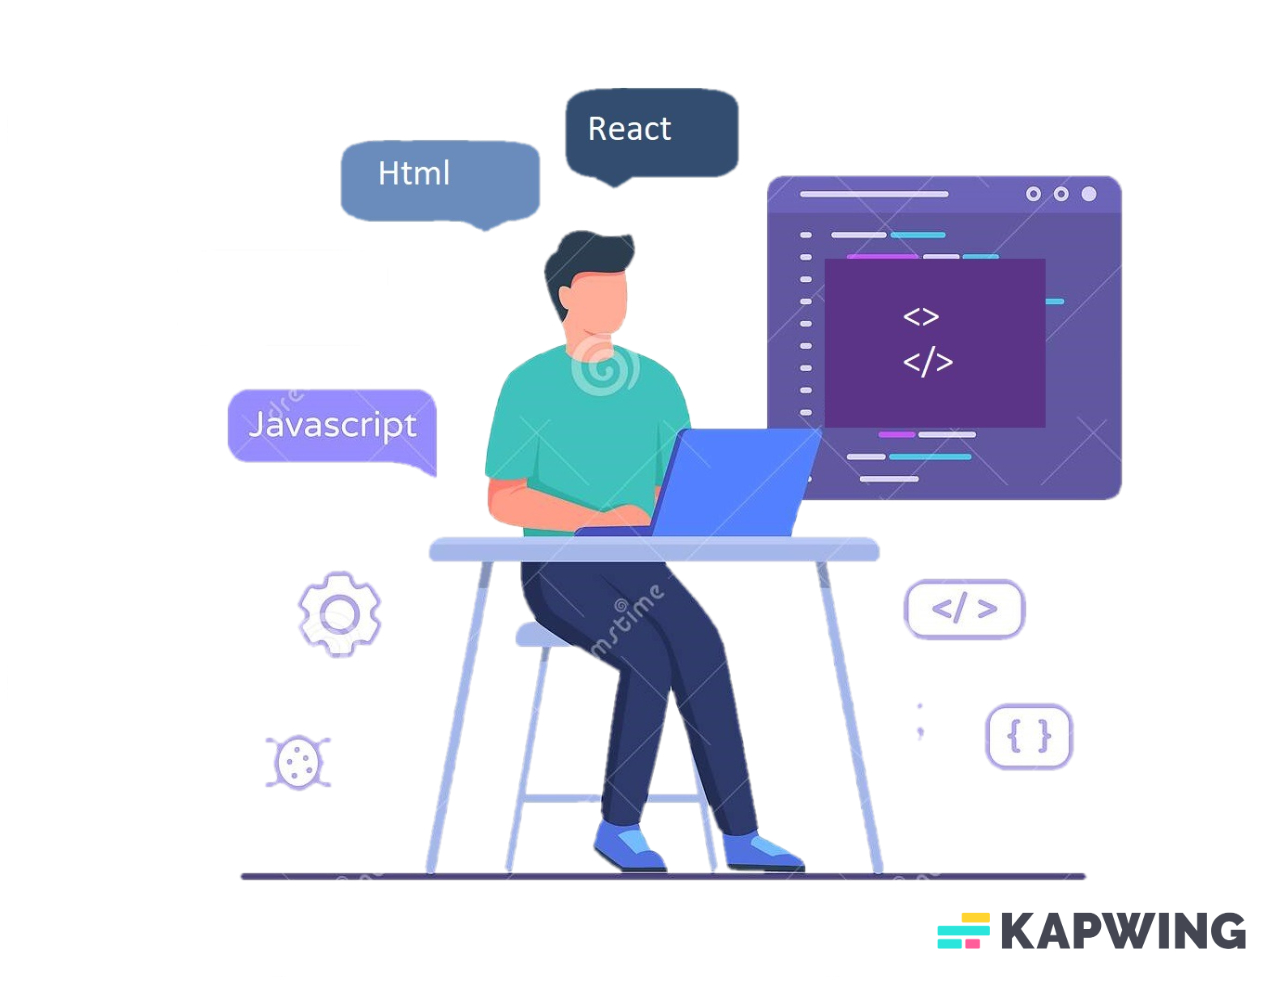 React
Html
<>
</>
Javascript
</>
;
{ }
KAPWING